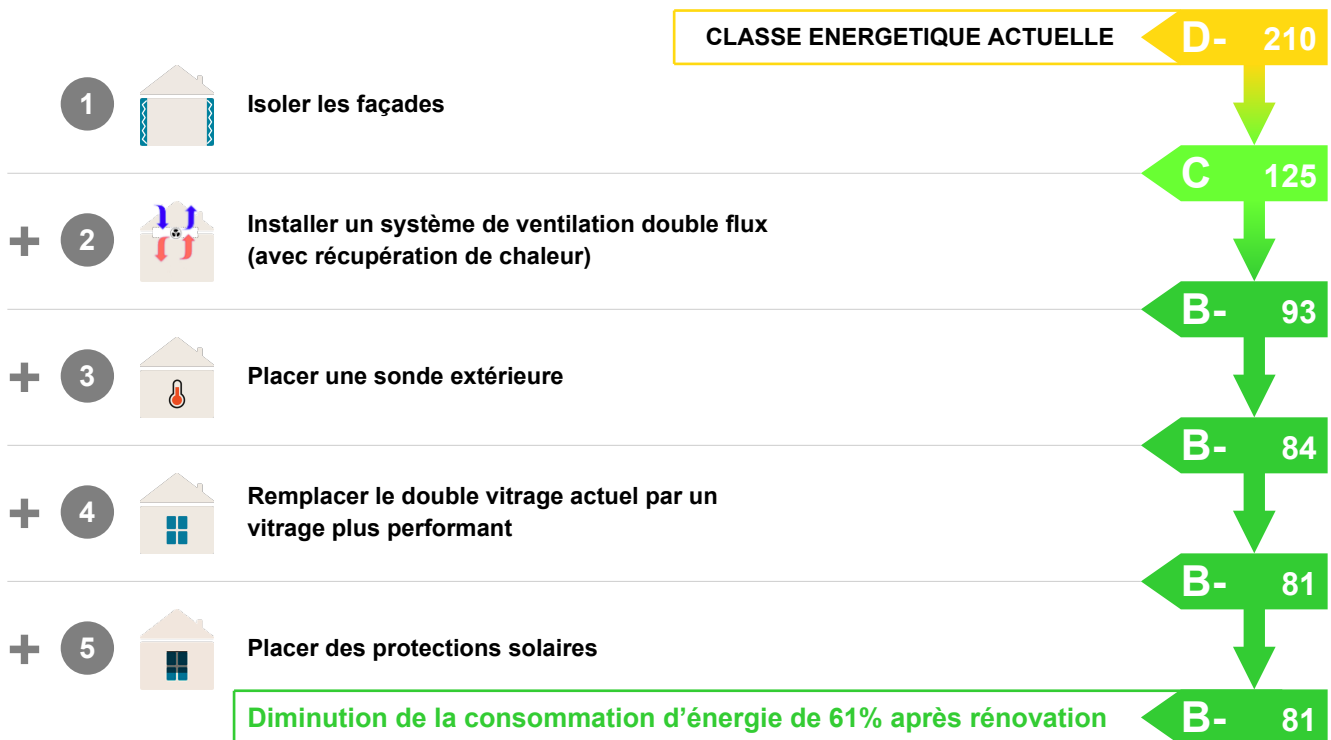 CLASSE ENERGETIQUE ACTUELLE D- 210
1 Isoler les façades
C 125
+ 2 Installer un système de ventilation double flux
(avec récupération de chaleur)
B- 93
+ 3 Placer une sonde extérieure
B- 84
+ 4 Remplacer le double vitrage actuel par un
vitrage plus performant
B- 81
+ 5 Placer des protections solaires
Diminution de la consommation d’énergie de 61% après rénovation B- 81